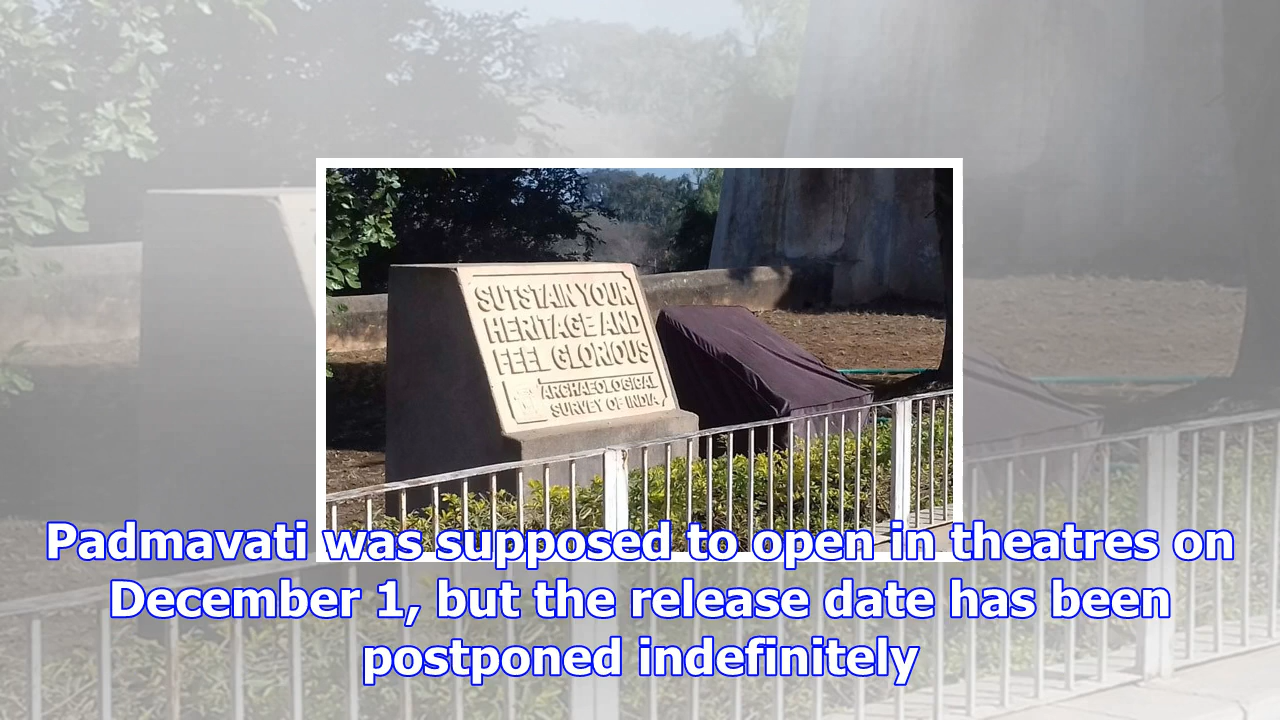 SUTSTAIN YOUR
HERITAGE AND
FEEL GLORIOUS
ARCHAEOLOGICAL
SURVEY OF INDIA
Padmavati was supposed to open in theatres on
December 1, but the release date has been
postponed indefinitely